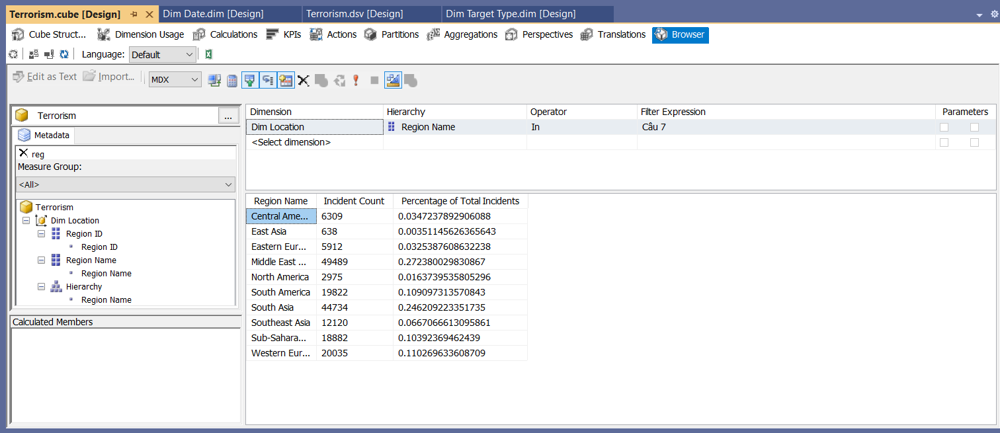 Terrorism.cube [Design] Dim Date.dim [Design] Terrorism.dsv [Design] Dim Target Type.dim [Design]
Cube Struct... Dimension Usage Calculations KPIs Actions Partitions Aggregations Perspectives Translations Browser
Language: Default
Edit as Text Import... MDX
Terrorism ...
Metadata
reg
Measure Group:
<All>
Terrorism
Dim Location
Region ID
Region ID
Region Name
Region Name
Hierarchy
Region Name
Calculated Members
Dimension Hierarchy Operator Filter Expression Parameters
Dim Location Region Name In Câu 7
<Select dimension>
Region Name Incident Count Percentage of Total Incidents
Central Ame... 6309 0.0347237892906088
East Asia 638 0.00351145626365643
Eastern Eur... 5912 0.0325387608632238
Middle East ... 49489 0.272380029830867
North America 2975 0.0163739535805296
South America 19822 0.109097313570843
South Asia 44734 0.246209223351735
Southeast Asia 12120 0.0667066613095861
Sub-Sahara... 18882 0.10392369462439
Western Eur... 20035 0.110269633608709